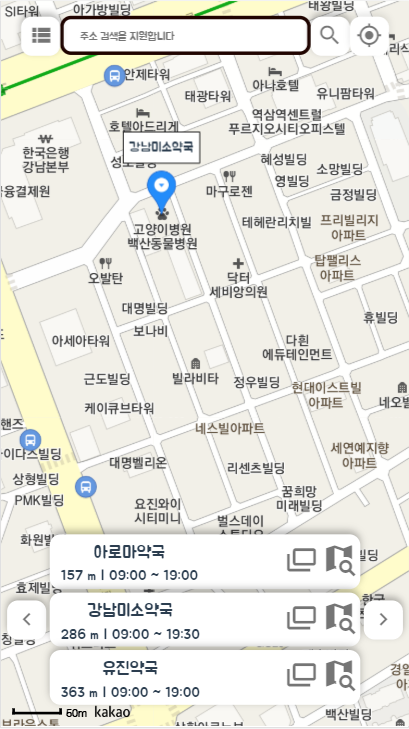 SI타워
아가방빌딩
태왕빌딩
주소 검색을 지원합니다
안제타워
태광타워
아나호텔
유니팜타워
호텔아드리게
역삼역센트럴
푸르지오시티오피스텔
한국은행
강남본부
강남미소약국
혜성빌딩
소망빌딩
영빌딩
금정빌딩
융결제원
마구로젠
고양이병원
백산동물병원
테헤란리치빌
프리빌리지
아파트
탑팰리스
아파트
오발탄
닥터
세비앙의원
대명빌딩
보나비
휴빌딩
아세아타워
다흰
에듀테인먼트
근도빌딩
빌라비타
정우빌딩
현대이스트빌
아파트
네오빌
케이큐브타워
핸즈
네스빌아파트
이다스빌딩
세연예지향
아파트
대명벨리온
리센츠빌딩
상형빌딩
PMK빌딩
꿈희망
미래빌딩
요진와이
시티미니
벌스데이
화원빌
아로마약국
157 m | 09:00 ~ 19:00
빌딩
효제빌딩
강남미소약국
286 m | 09:00 ~ 19:30
창빌딩
유진약국
363 m | 09:00 ~ 19:00
60m kakao
백산빌딩